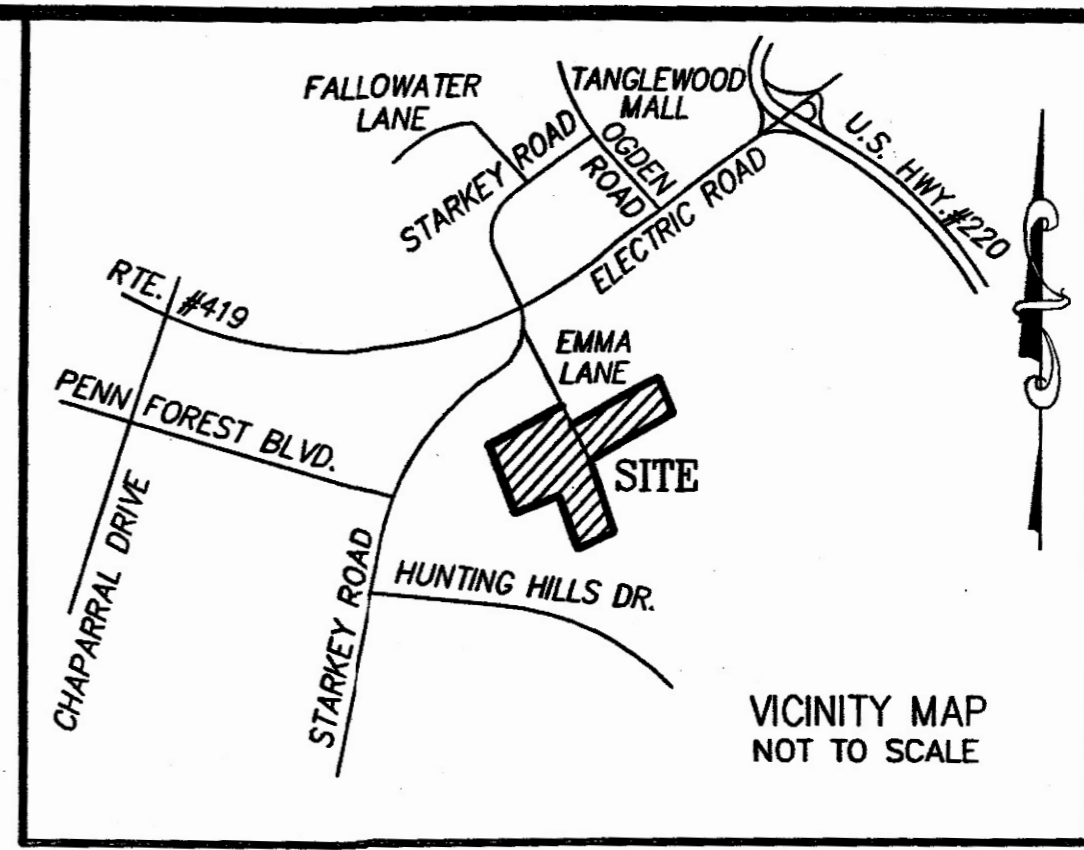 FALLOWATER
LANE
TANGLEWOOD
MALL
STARKEY ROAD
OGDEN
ROAD
ELECTRIC ROAD
U.S. HWY.#220
RTE. #419
EMMA
LANE
PENN FOREST BLVD.
SITE
CHAPARRAL DRIVE
STARKEY ROAD
HUNTING HILLS DR.
VICINITY MAP
NOT TO SCALE